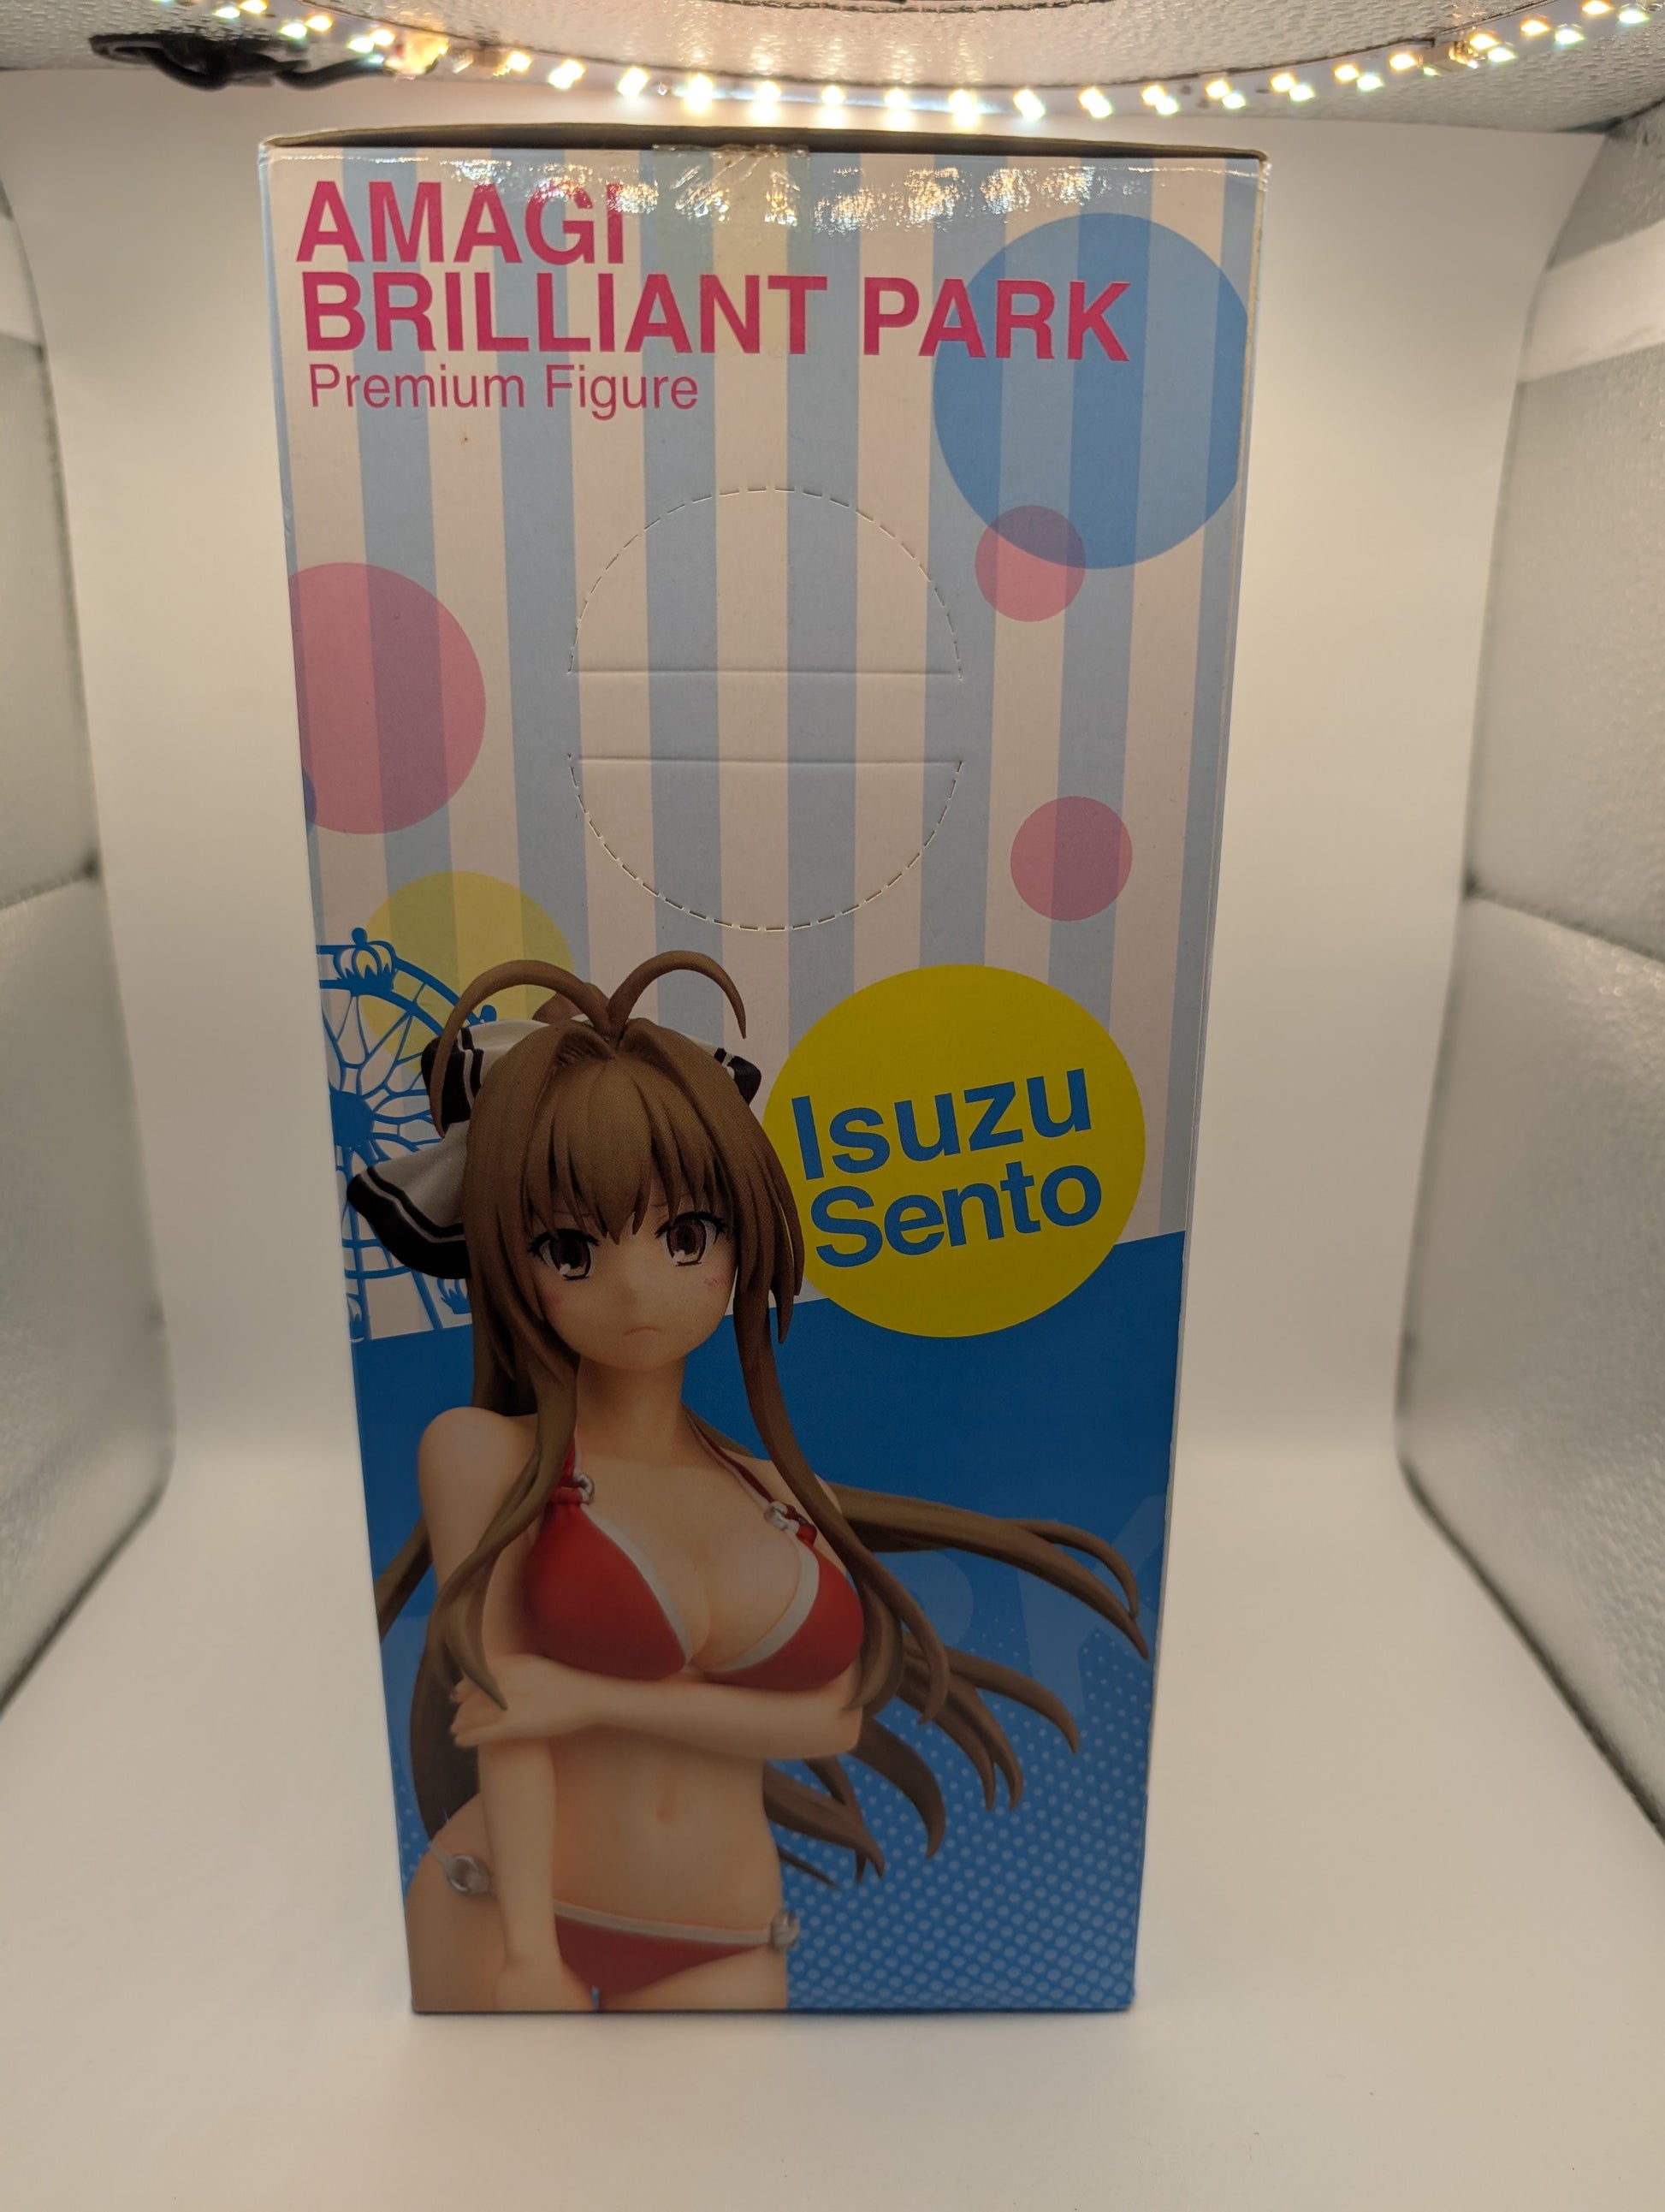 AMAGI
BRILLIANT PARK
Premium Figure
Isuzu
Sento